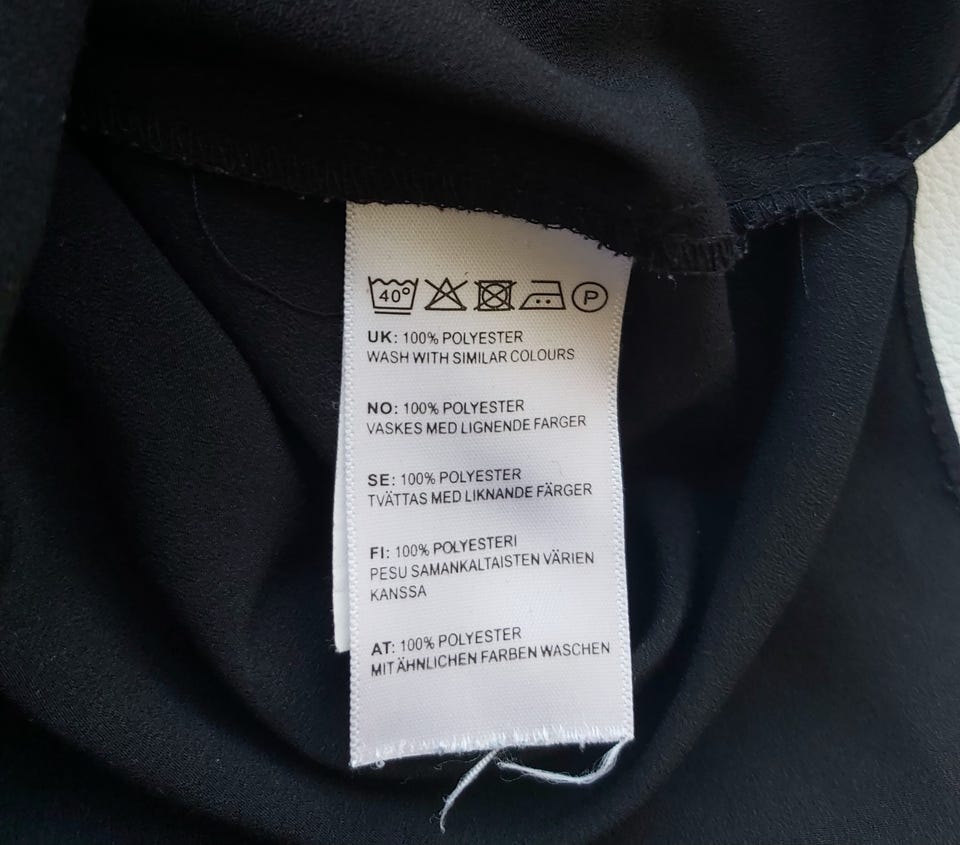 40° P
UK: 100% POLYESTER
WASH WITH SIMILAR COLOURS
NO: 100% POLYESTER
VASKES MED LIGNENDE FARGER
SE: 100% POLYESTER
TVÄTTAS MED LIKNANDE FÄRGER
FI: 100% POLYESTERI
PESU SAMANKALTAISTEN VÄRIEN
KANSSA
AT: 100% POLYESTER
MIT ÄHNLICHEN FARBEN WASCHEN